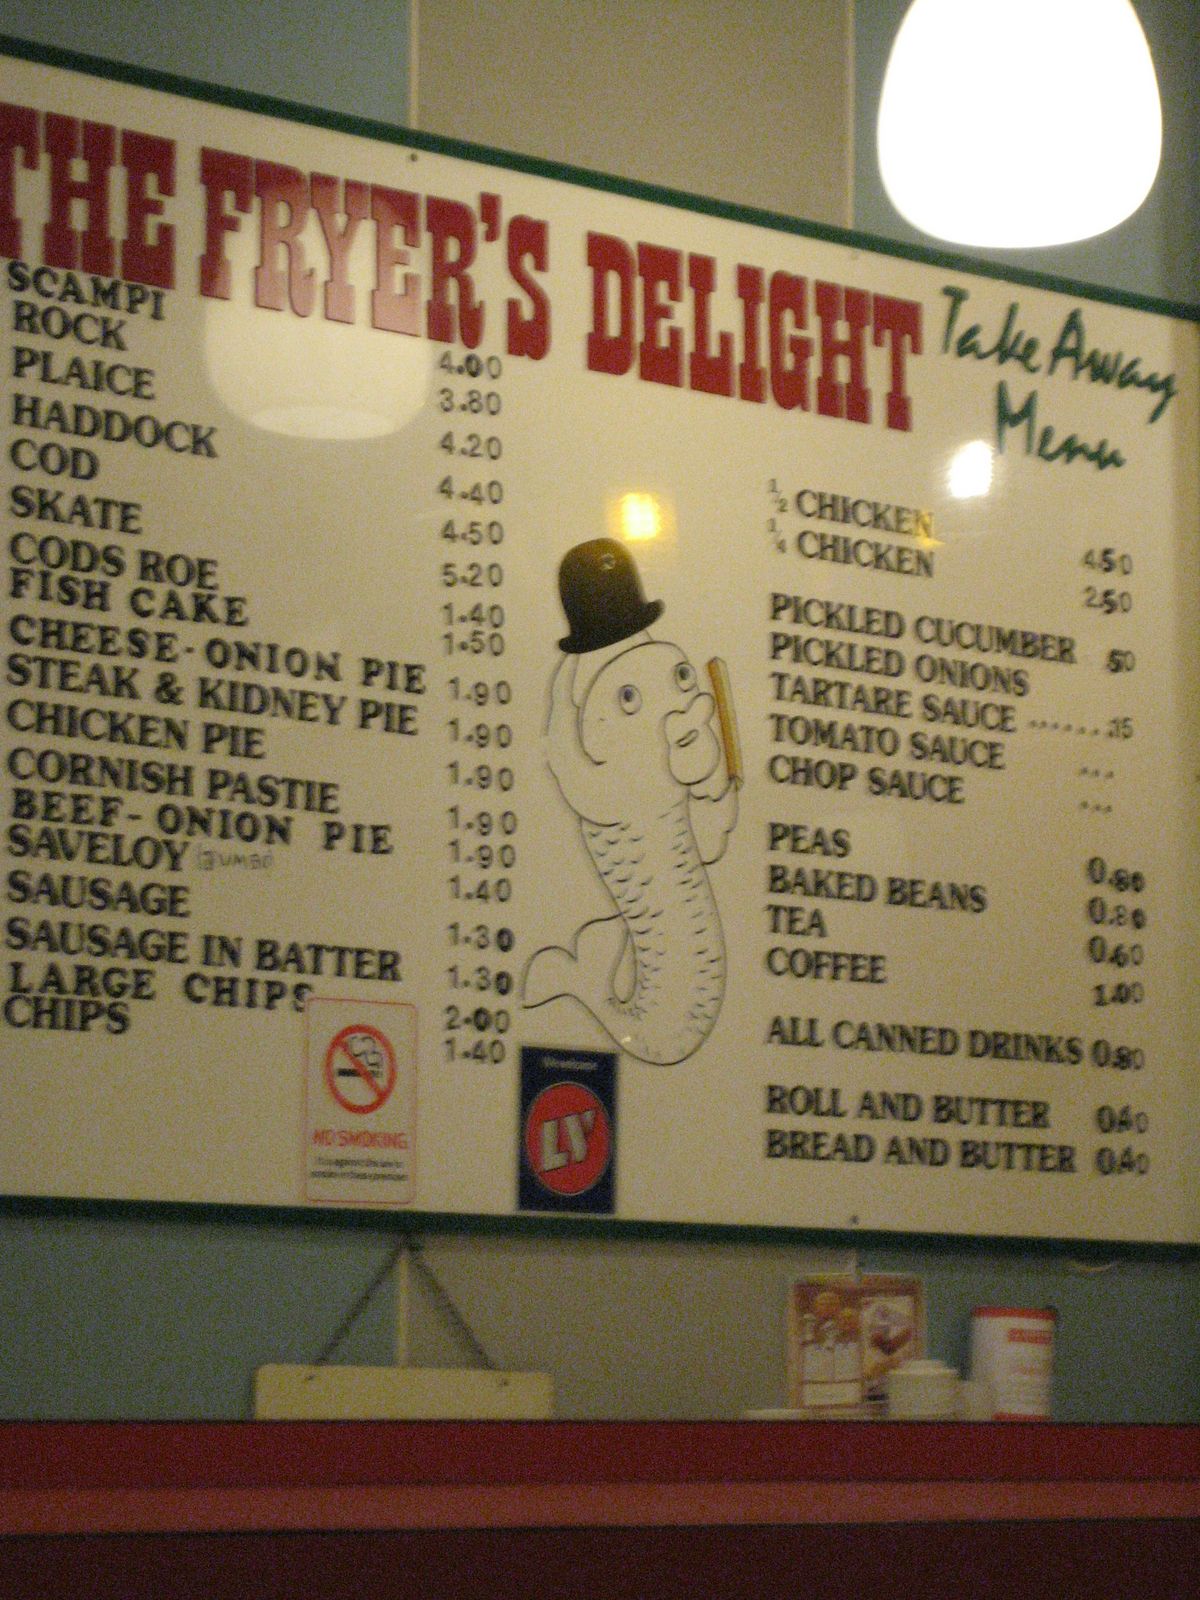 THE FRYER'S DELIGHT
Take Away
Menu
SCAMPI 4.00
ROCK 3.80
PLAICE 4.20
HADDOCK 4.40
COD 4.50
SKATE 5.20
CODS ROE 1.40
FISH CAKE 1.50
CHEESE-ONION PIE 1.90
STEAK & KIDNEY PIE 1.90
CHICKEN PIE 1.90
CORNISH PASTIE 1.90
BEEF-ONION PIE 1.90
SAVELOY JUMBO 1.40
SAUSAGE 1.30
SAUSAGE IN BATTER 1.30
LARGE CHIPS 2.00
CHIPS 1.40
1/2 CHICKEN 4.50
1/4 CHICKEN 2.50
PICKLED CUCUMBER 50
PICKLED ONIONS
TARTARE SAUCE .......15
TOMATO SAUCE ...
CHOP SAUCE ...
PEAS 0.80
BAKED BEANS 0.80
TEA 0.60
COFFEE 1.00
ALL CANNED DRINKS 0.80
ROLL AND BUTTER 0.40
BREAD AND BUTTER 0.40
NO SMOKING
LV